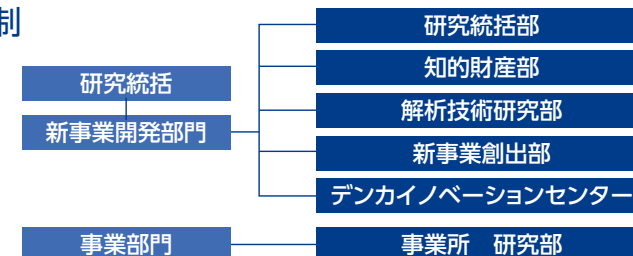 制
研究統括
新事業開発部門
事業部門
研究統括部
知的財産部
解析技術研究部
新事業創出部
デンカイノベーションセンター
事業所　研究部